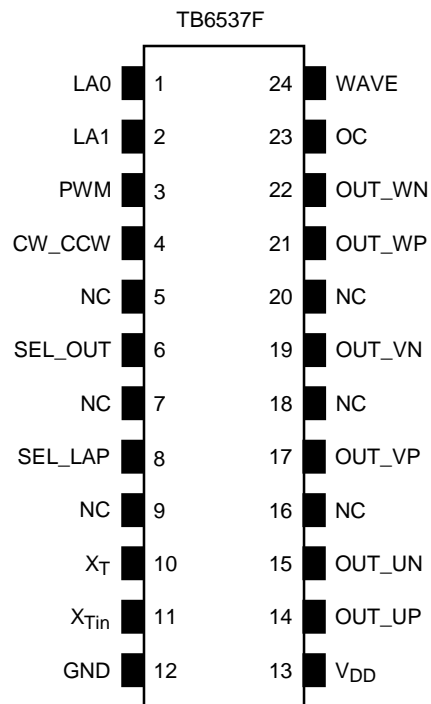 TB6537F
LA0 1 24 WAVE
LA1 2 23 OC
PWM 3 22 OUT_WN
CW_CCW 4 21 OUT_WP
NC 5 20 NC
SEL_OUT 6 19 OUT_VN
NC 7 18 NC
SEL_LAP 8 17 OUT_VP
NC 9 16 NC
XT 10 15 OUT_UN
XTin 11 14 OUT_UP
GND 12 13 VDD